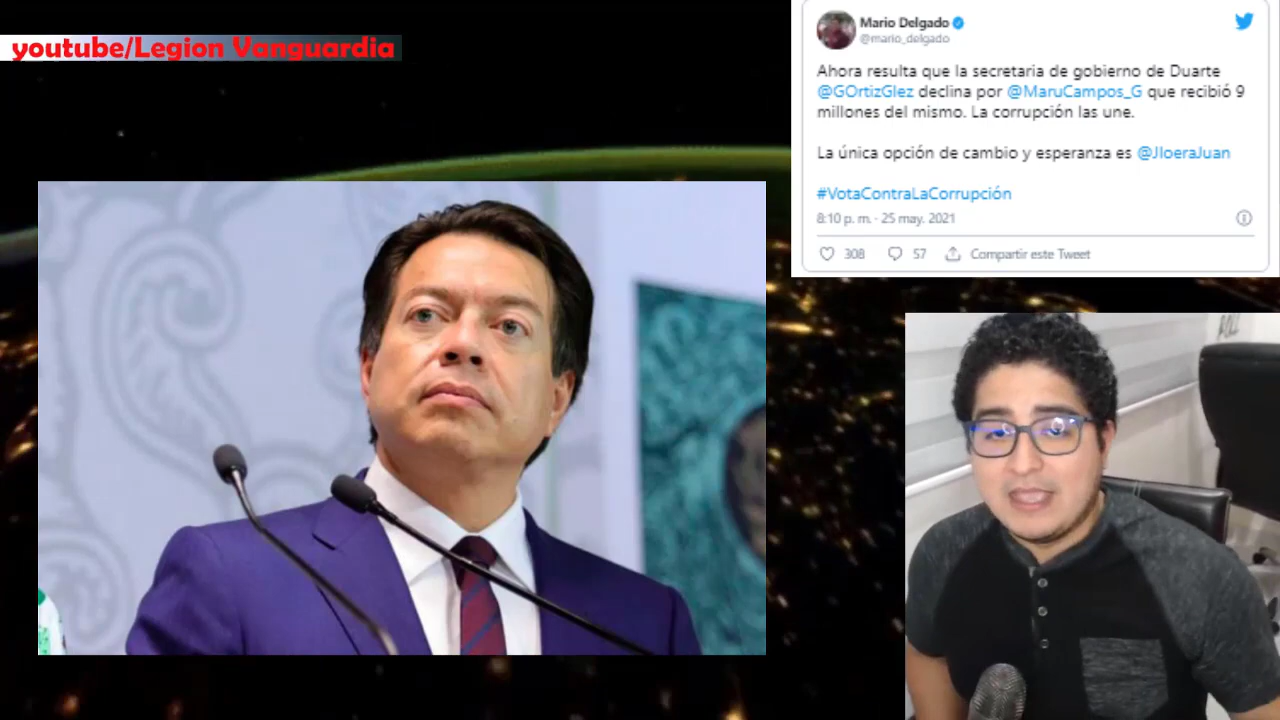 youtube/Legion Vanguardia
Mario Delgado
@mario_delgado
Ahora resulta que la secretaria de gobierno de Duarte
@GOrtizGlez declina por @MaruCampos_G que recibió 9
millones del mismo. La corrupción las une.
La única opción de cambio y esperanza es @JloeraJuan
#VotaContraLaCorrupción
8:10 p. m. · 25 may. 2021
308 57 Compartir este Tweet